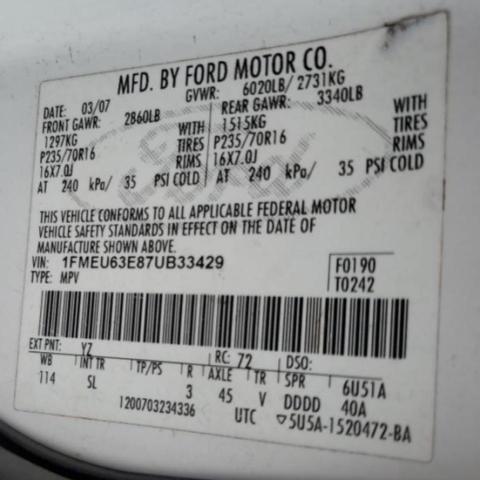 MFD. BY FORD MOTOR CO.
DATE: 03/07 GVWR: 6020LB/ 2731KG
FRONT GAWR: 2860LB REAR GAWR: 3340LB
1297KG WITH 1515KG WITH
P235/70R16 TIRES P235/70R16 TIRES
16X7.0J RIMS 16X7.0J RIMS
AT 240 kPa/ 35 PSI COLD AT 240 kPa/ 35 PSI COLD
THIS VEHICLE CONFORMS TO ALL APPLICABLE FEDERAL MOTOR
VEHICLE SAFETY STANDARDS IN EFFECT ON THE DATE OF
MANUFACTURE SHOWN ABOVE.
VIN: 1FMEU63E87UB33429 F0190
TYPE: MPV T0242
EXT PNT: YZ RC: 72 DSO:
WB INT TR TP/PS R AXLE TR SPR 6U51A
114 SL 3 45 V DDDD 40A
1200703234336 UTC ▽5U5A-1520472-BA